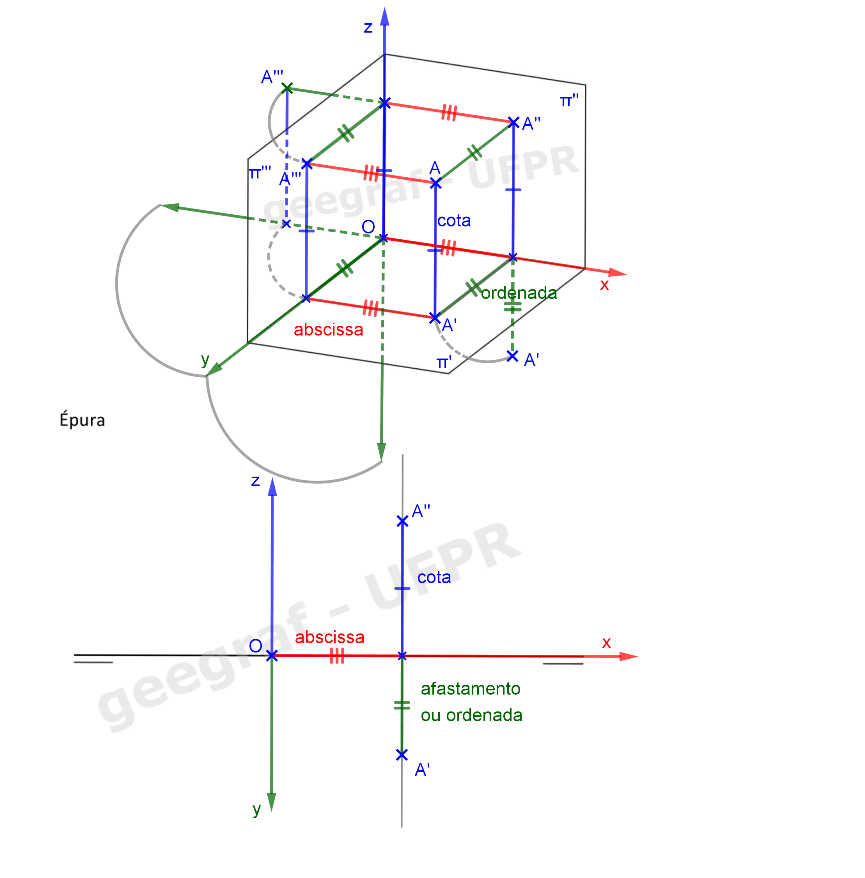 z
A'''
π''
A''
π'''
A'''
A
geegraf - UFPR
cota
O
x
ordenada
abscissa
A'
y
π'
A'
Épura
z
A''
geegraf - UFPR
cota
O
abscissa
x
afastamento
ou ordenada
A'
y